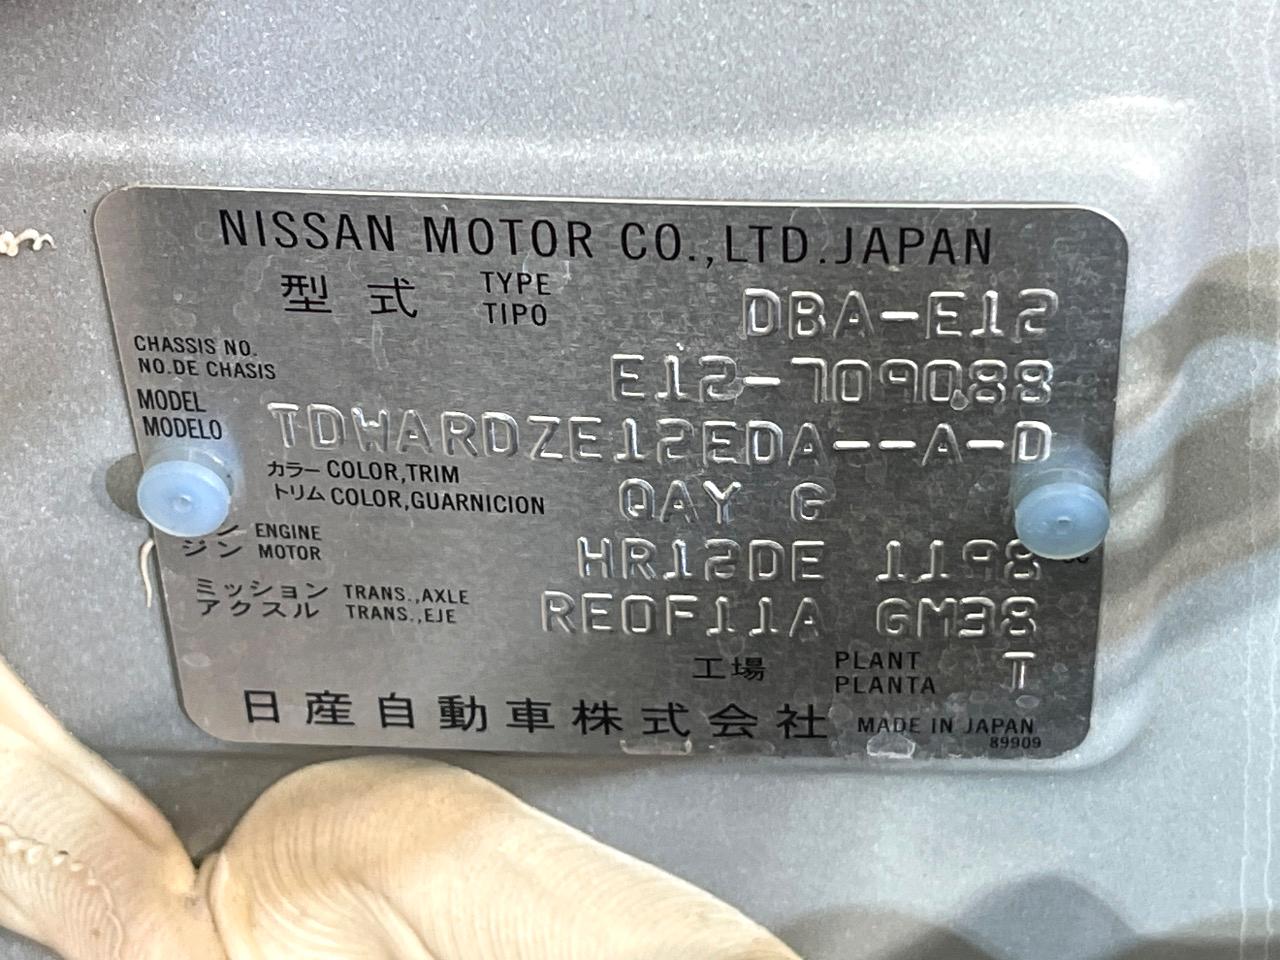 NISSAN MOTOR CO.,LTD.JAPAN
型式 TYPE TIPO DBA-E12
CHASSIS NO. NO.DE CHASIS E12-709088
MODEL MODELO TDWARDZE12EDA--A-D
カラー COLOR,TRIM
トリム COLOR,GUARNICION QAY G
ン ENGINE
ジン MOTOR HR12DE 1198
ミッション TRANS.,AXLE
アクスル TRANS.,EJE RE0F11A GM38
工場 PLANT PLANTA T
日産自動車株式会社 MADE IN JAPAN
89909